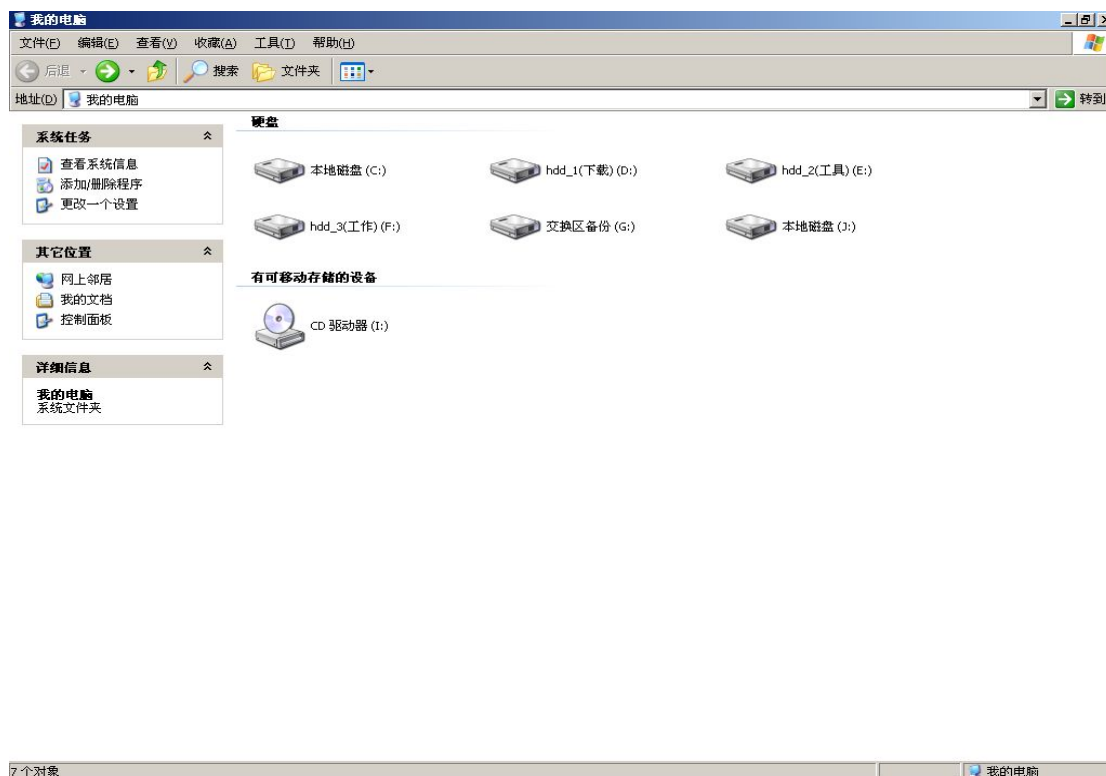 我的电脑
文件(F) 编辑(E) 查看(V) 收藏(A) 工具(T) 帮助(H)
后退 搜索 文件夹
地址(D) 我的电脑 转到
系统任务
查看系统信息
添加/删除程序
更改一个设置
其它位置
网上邻居
我的文档
控制面板
详细信息
我的电脑
系统文件夹
硬盘
本地磁盘 (C:) hdd_1(下载) (D:) hdd_2(工具) (E:)
hdd_3(工作) (F:) 交换区备份 (G:) 本地磁盘 (J:)
有可移动存储的设备
CD 驱动器 (I:)
7 个对象 我的电脑